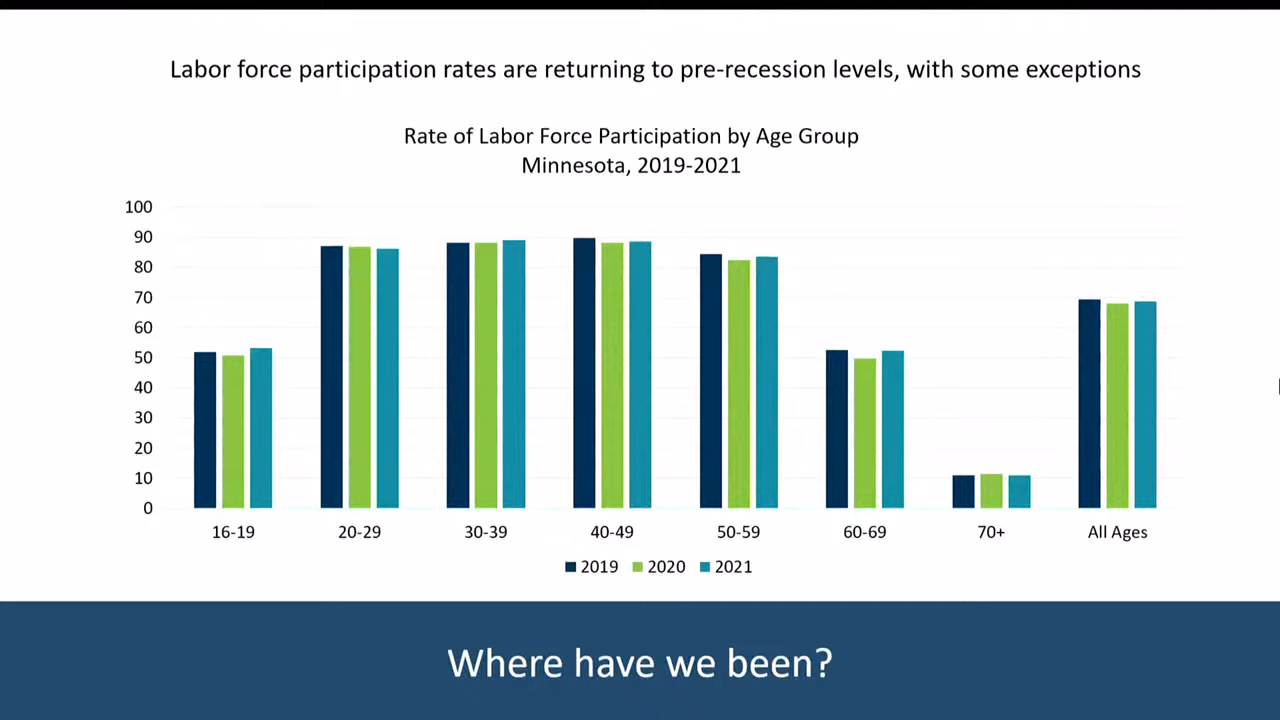 Labor force participation rates are returning to pre-recession levels, with some exceptions
Rate of Labor Force Participation by Age Group
Minnesota, 2019-2021
100
90
80
70
60
50
40
30
20
10
0
16-19 20-29 30-39 40-49 50-59 60-69 70+ All Ages
2019 2020 2021
Where have we been?